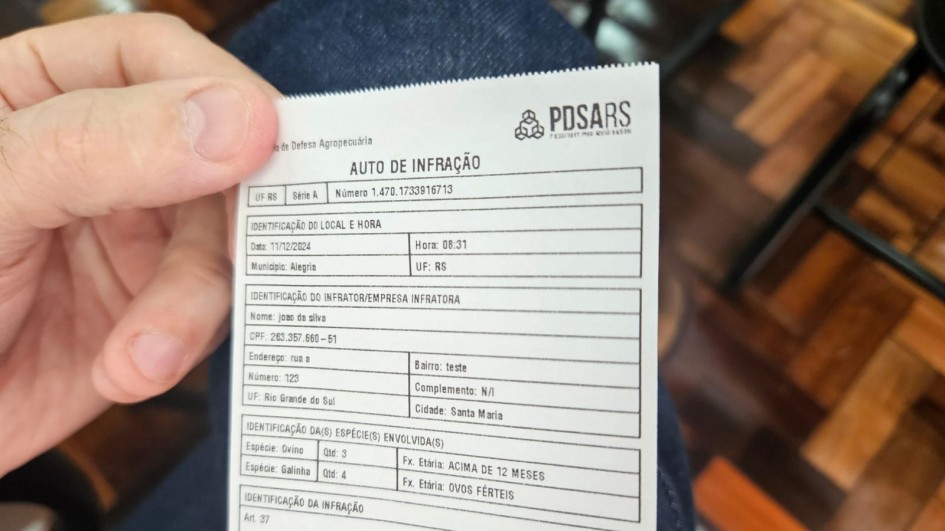 de Defesa Agropecuária
PDSARS
AUTO DE INFRAÇÃO
UF RS Série A Número 1.470.1733916713
IDENTIFICAÇÃO DO LOCAL E HORA
Data: 11/12/2024 Hora: 08:31
Município: Alegria UF: RS
IDENTIFICAÇÃO DO INFRATOR/EMPRESA INFRATORA
Nome: joao da silva
CPF: 263.357.660-51
Endereço: rua a Bairro: teste
Número: 123 Complemento: N/I
UF: Rio Grande do Sul Cidade: Santa Maria
IDENTIFICAÇÃO DA(S) ESPÉCIE(S) ENVOLVIDA(S)
Espécie: Ovino Qtd: 3 Fx. Etária: ACIMA DE 12 MESES
Espécie: Galinha Qtd: 4 Fx. Etária: OVOS FÉRTEIS
IDENTIFICAÇÃO DA INFRAÇÃO
Art. 37